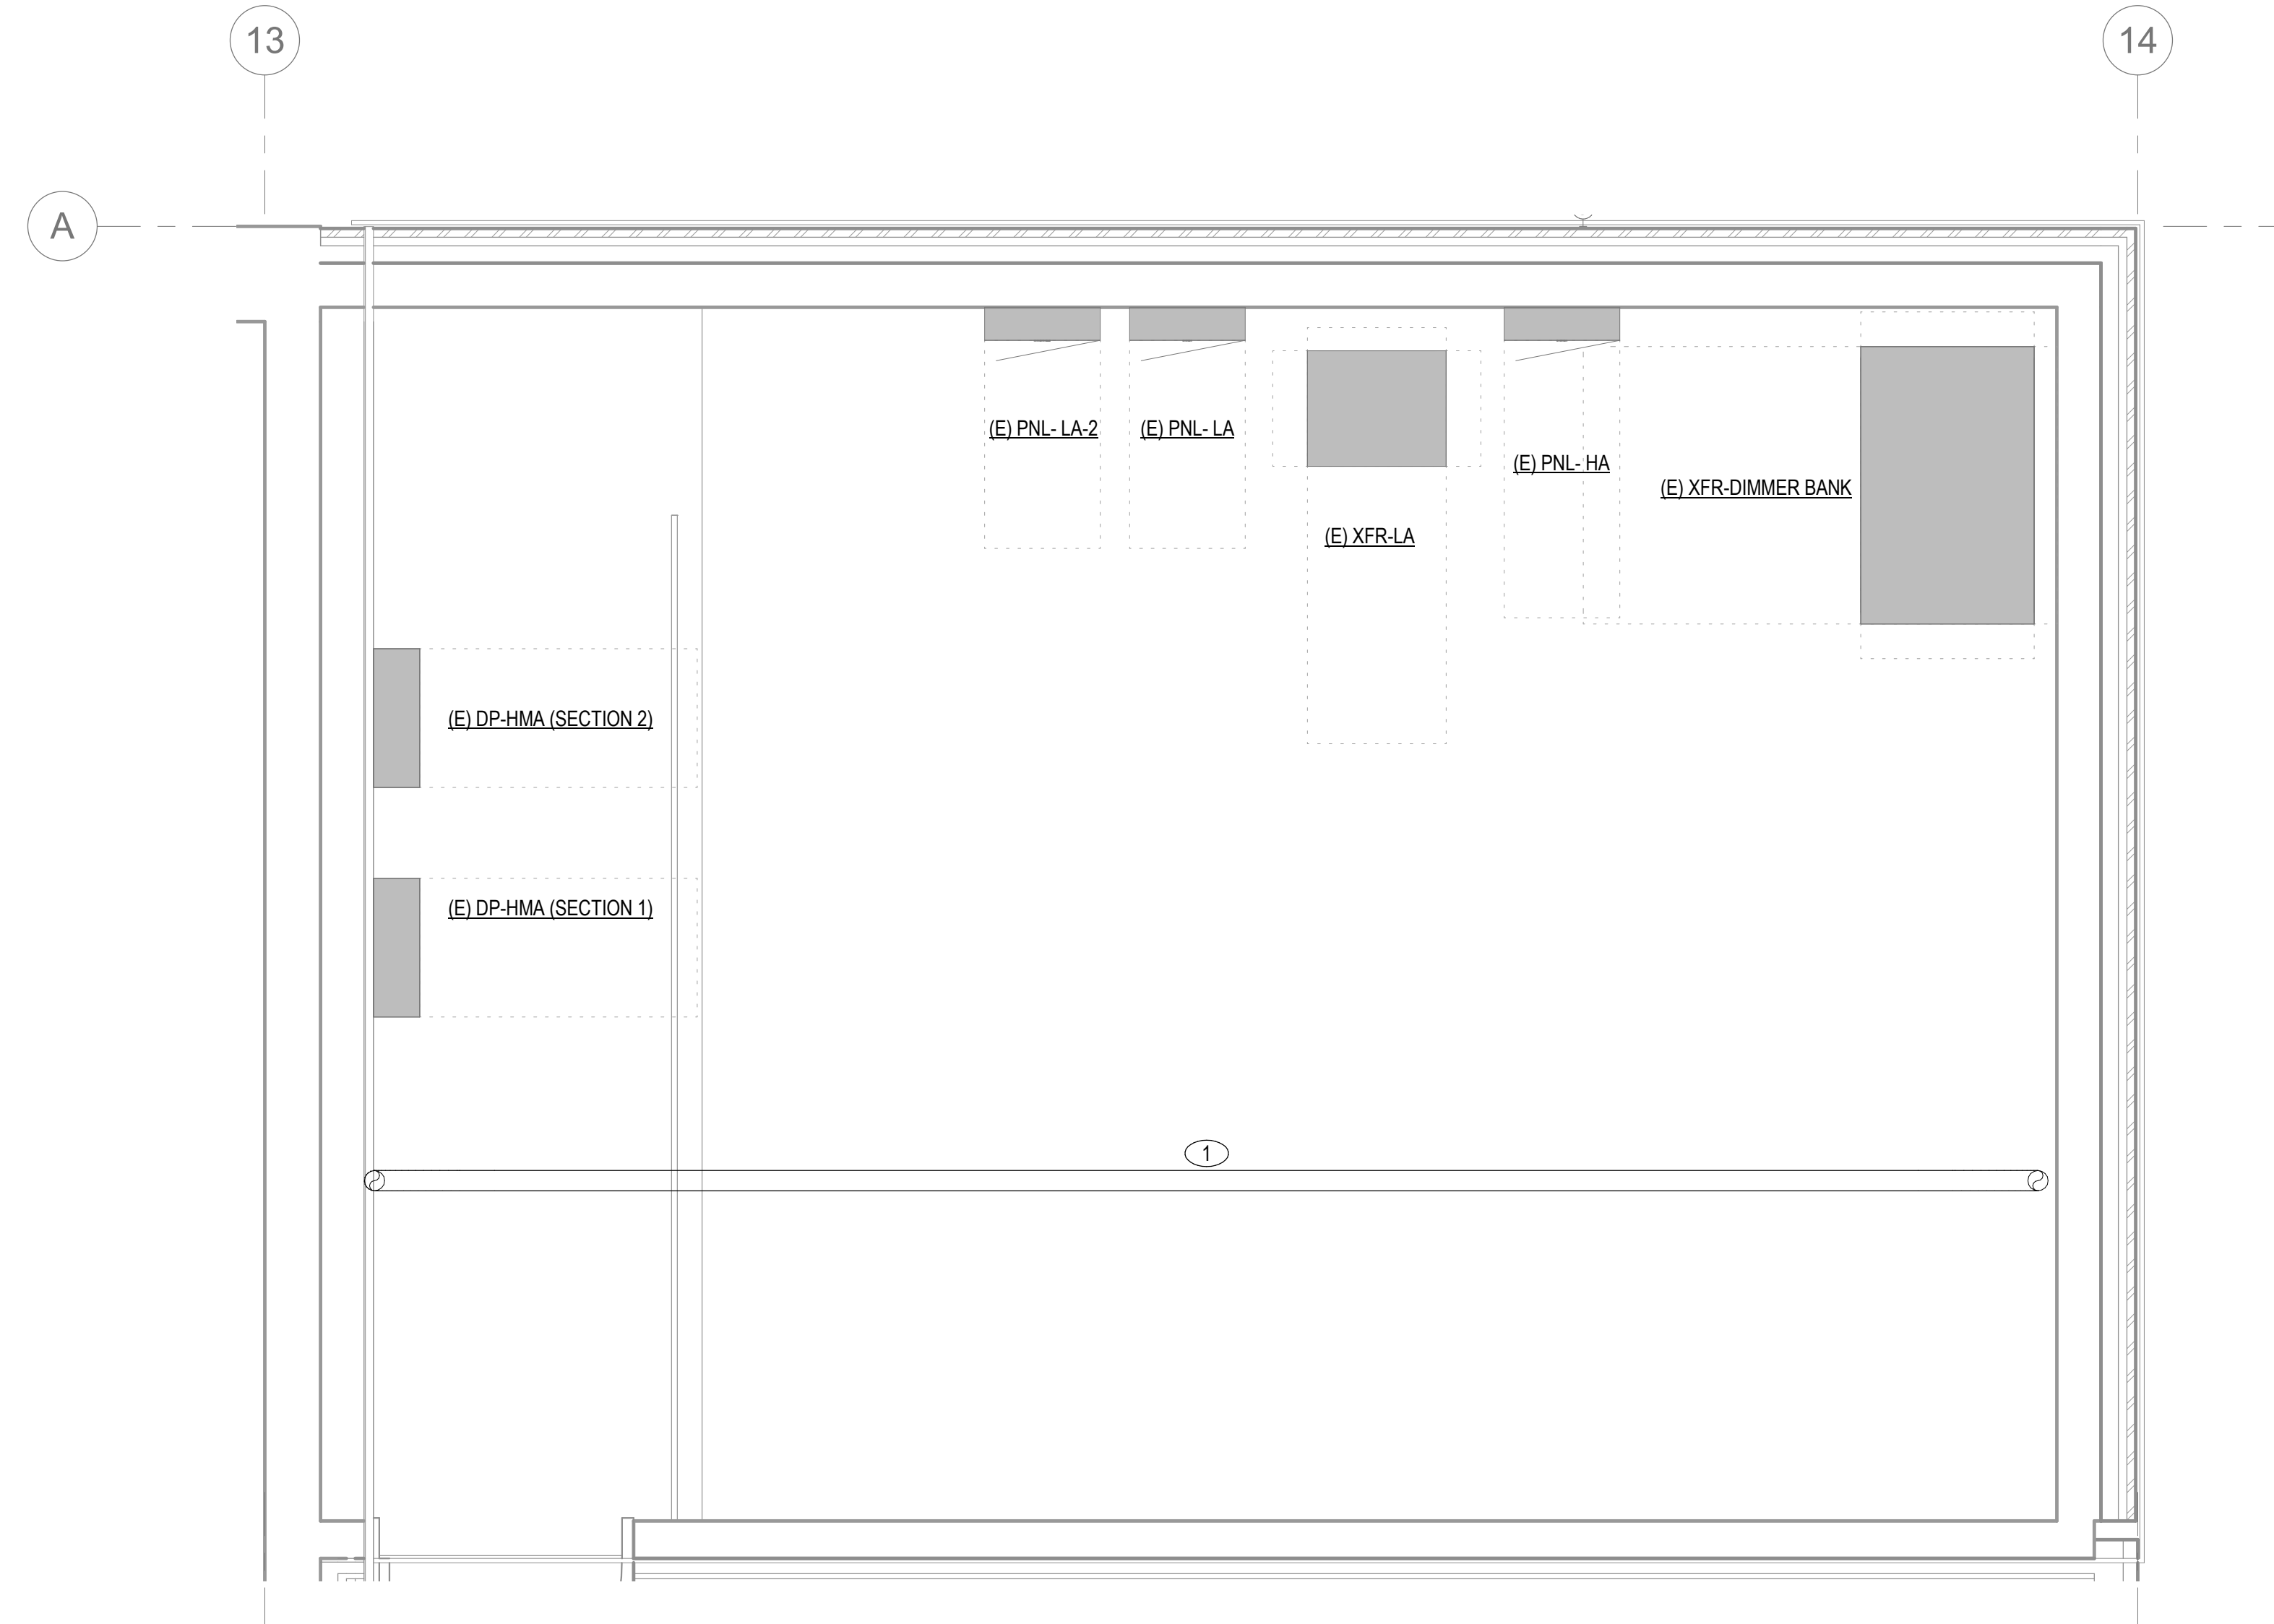 13
14
A
(E) PNL- LA-2
(E) PNL- LA
(E) PNL- HA
(E) XFR-DIMMER BANK
(E) XFR-LA
(E) DP-HMA (SECTION 2)
(E) DP-HMA (SECTION 1)
1